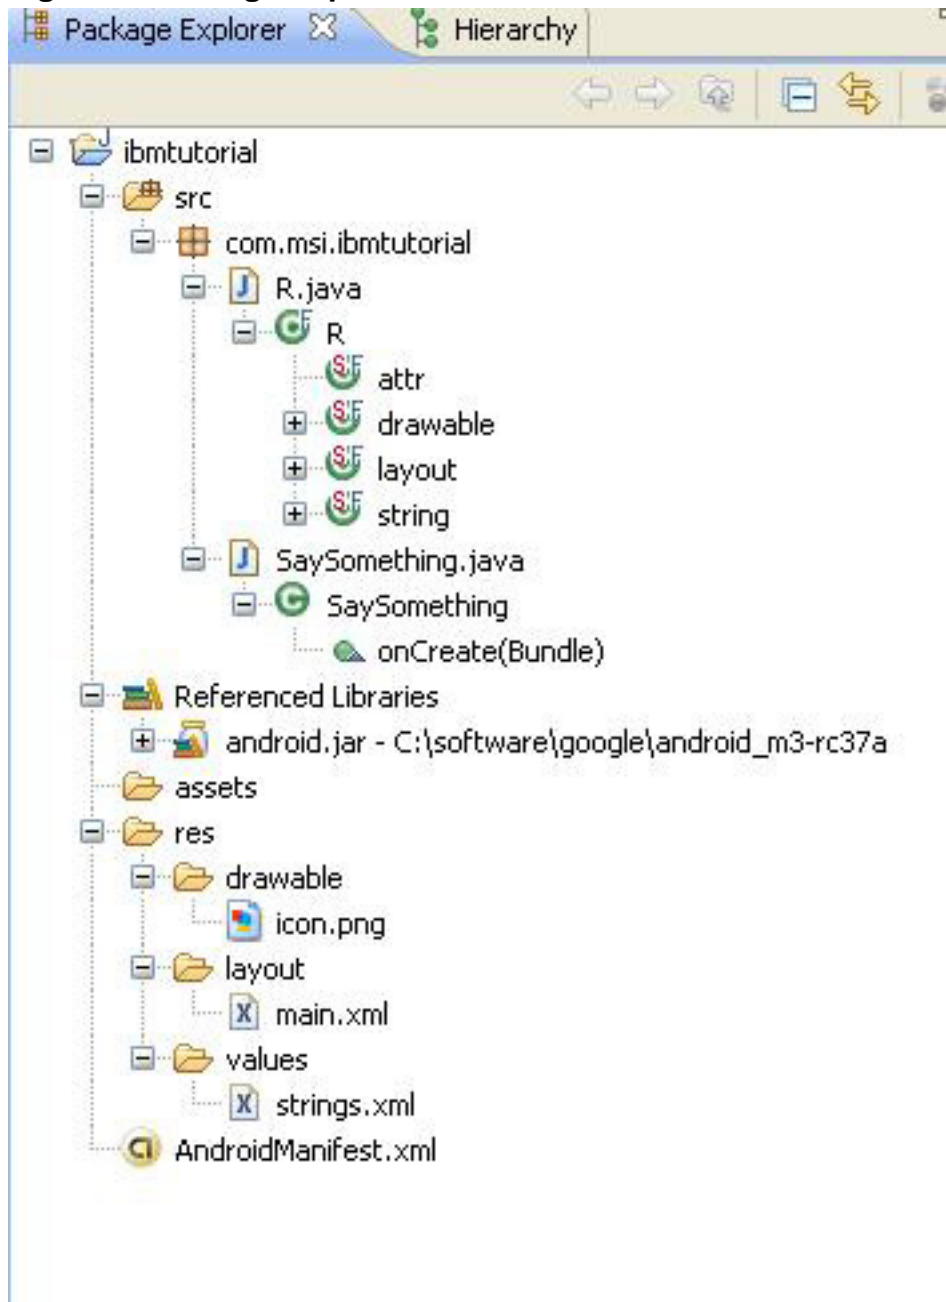 Package Explorer Hierarchy
ibmtutorial
src
com.msi.ibmtutorial
R.java
R
attr
drawable
layout
string
SaySomething.java
SaySomething
onCreate(Bundle)
Referenced Libraries
android.jar - C:\software\google\android_m3-rc37a
assets
res
drawable
icon.png
layout
main.xml
values
strings.xml
AndroidManifest.xml